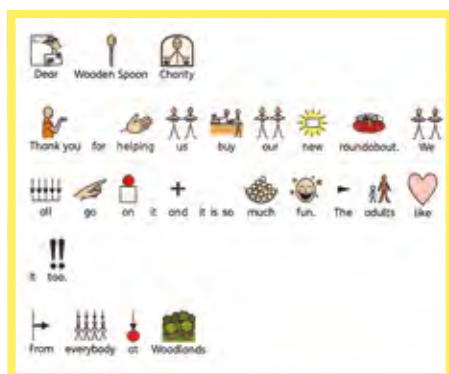 Dear Wooden Spoon Charity
Thank you for helping us buy our new roundabout. We
all go on it and it is so much fun. The adults like
it too.
From everybody at Woodlands